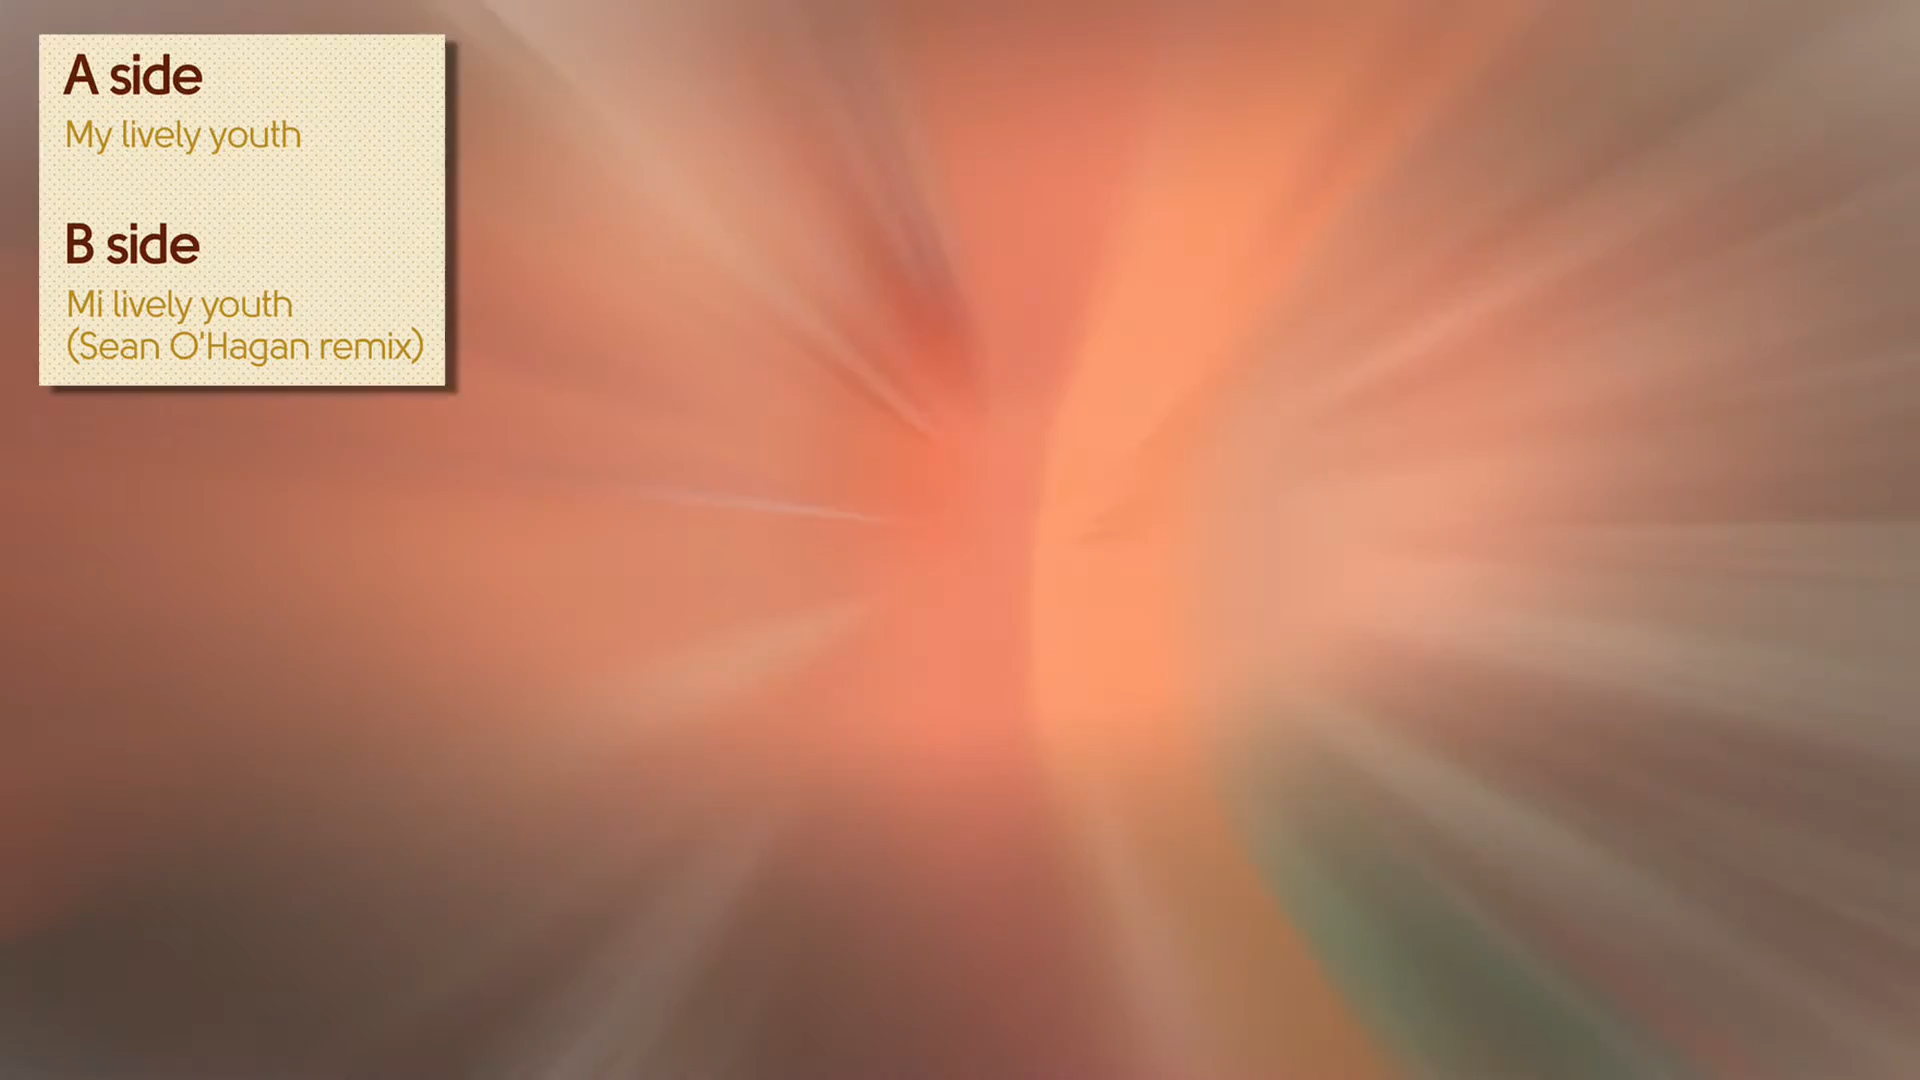 A side
My lively youth
B side
Mi lively youth
(Sean O'Hagan remix)